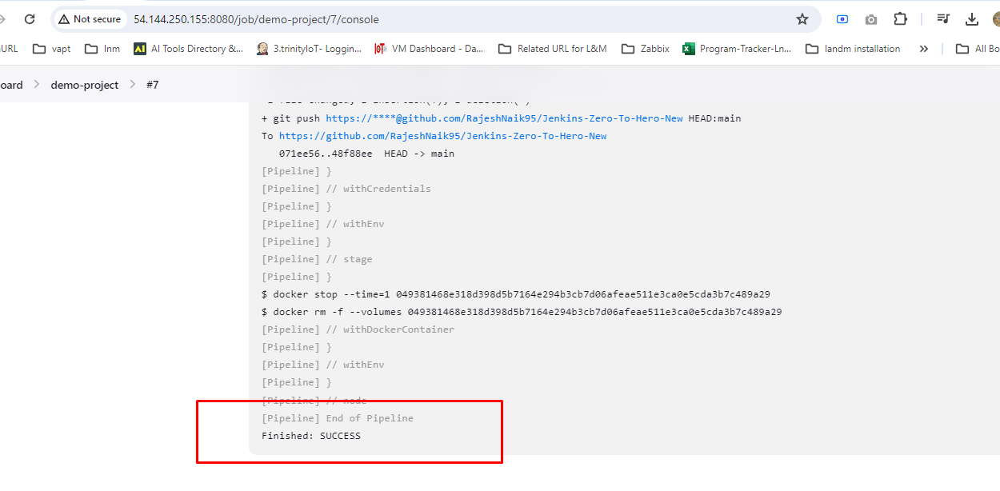 Not secure 54.144.250.155:8080/job/demo-project/7/console
URL vapt lnm AI AI Tools Directory &... 3.trinityIoT- Loggin... IoT VM Dashboard - Da... Related URL for L&M Zabbix Program-Tracker-Ln... landm installation » All Bo
oard > demo-project > #7
+ git push https://****@github.com/RajeshNaik95/Jenkins-Zero-To-Hero-New HEAD:main
To https://github.com/RajeshNaik95/Jenkins-Zero-To-Hero-New
071ee56..48f88ee HEAD -> main
[Pipeline] }
[Pipeline] // withCredentials
[Pipeline] }
[Pipeline] // withEnv
[Pipeline] }
[Pipeline] // stage
[Pipeline] }
$ docker stop --time=1 049381468e318d398d5b7164e294b3cb7d06afeae511e3ca0e5cda3b7c489a29
$ docker rm -f --volumes 049381468e318d398d5b7164e294b3cb7d06afeae511e3ca0e5cda3b7c489a29
[Pipeline] // withDockerContainer
[Pipeline] }
[Pipeline] // withEnv
[Pipeline] }
[Pipeline] // node
[Pipeline] End of Pipeline
Finished: SUCCESS